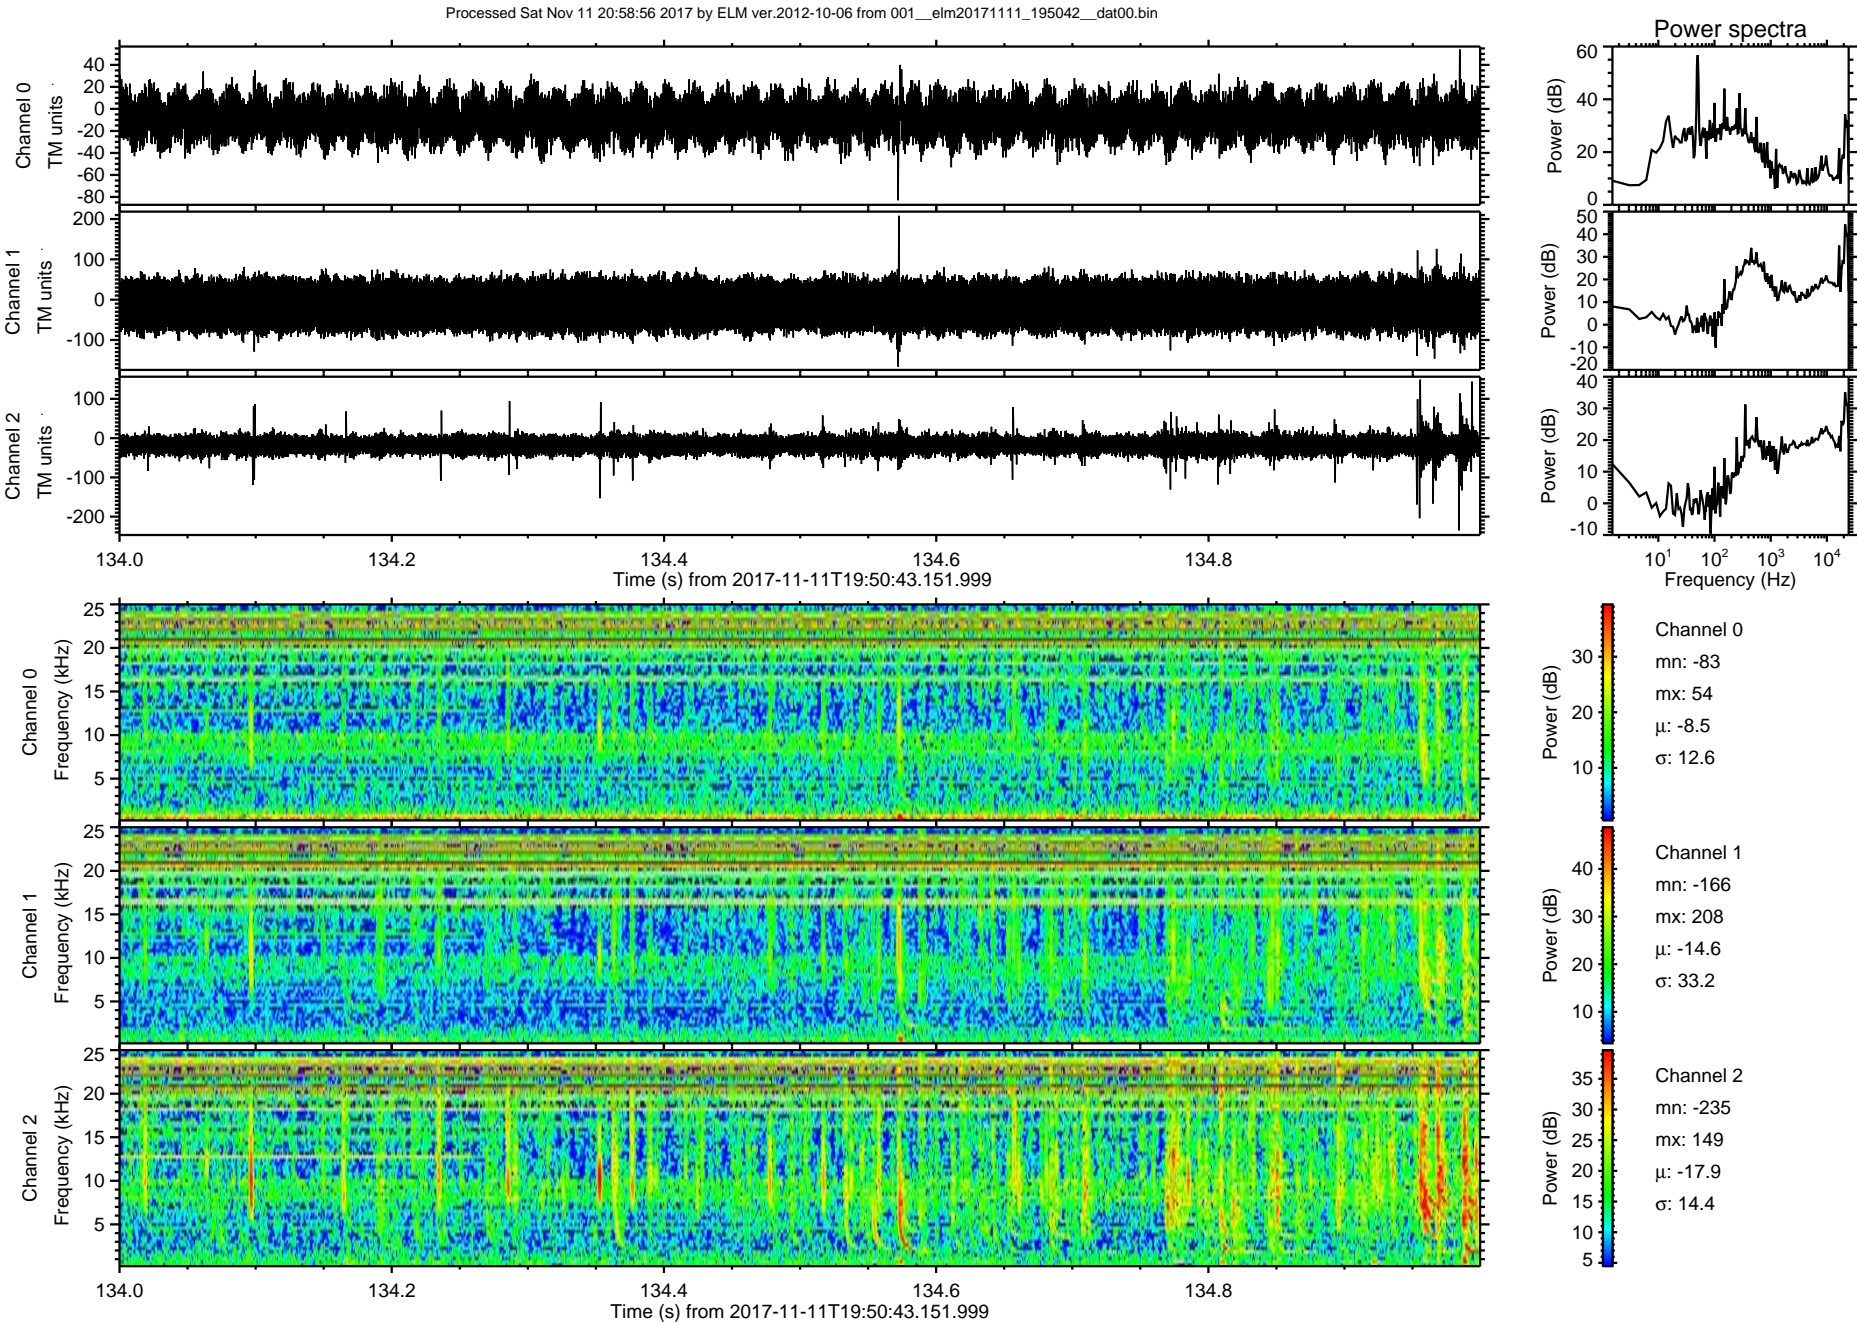 Processed Sat Nov 11 20:58:56 2017 by ELM ver.2012-10-06 from 001__elm20171111_195042__dat00.bin
Power spectra
Channel 0
TM units
40
20
0
-20
-40
-60
-80
Power (dB)
60
40
20
0
Channel 1
TM units
200
100
0
-100
Power (dB)
50
40
30
20
10
0
-10
-20
Channel 2
TM units
100
0
-100
-200
Power (dB)
40
30
20
10
0
-10
134.0 134.2 134.4 134.6 134.8
Time (s) from 2017-11-11T19:50:43.151.999
10^1 10^2 10^3 10^4
Frequency (Hz)
Channel 0
Frequency (kHz)
25
20
15
10
5
Power (dB)
30
20
10
Channel 0
mn: -83
mx: 54
μ: -8.5
σ: 12.6
Channel 1
Frequency (kHz)
25
20
15
10
5
Power (dB)
40
30
20
10
Channel 1
mn: -166
mx: 208
μ: -14.6
σ: 33.2
Channel 2
Frequency (kHz)
25
20
15
10
5
Power (dB)
35
30
25
20
15
10
5
Channel 2
mn: -235
mx: 149
μ: -17.9
σ: 14.4
134.0 134.2 134.4 134.6 134.8
Time (s) from 2017-11-11T19:50:43.151.999